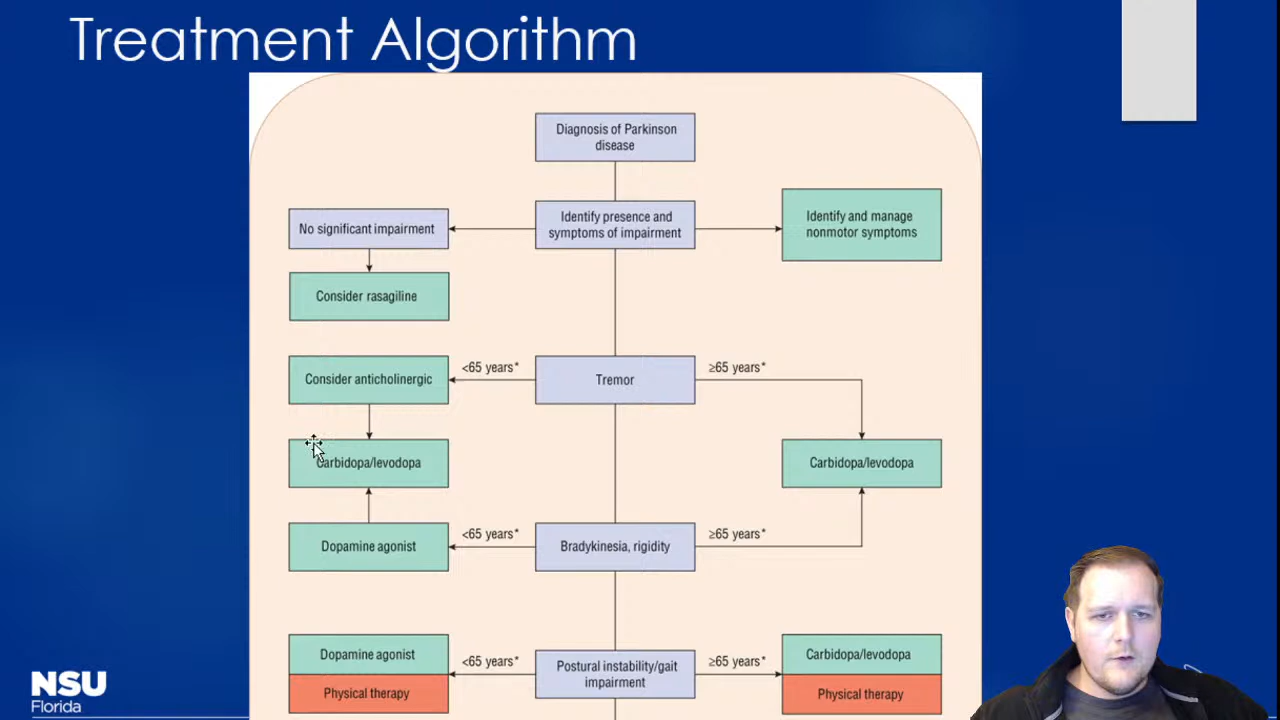 Treatment Algorithm
Diagnosis of Parkinson
disease
Identify presence and
symptoms of impairment
No significant impairment
Identify and manage
nonmotor symptoms
Consider rasagiline
Consider anticholinergic
<65 years*
Tremor
≥65 years*
Carbidopa/levodopa
Carbidopa/levodopa
Dopamine agonist
<65 years*
Bradykinesia, rigidity
≥65 years*
Dopamine agonist
Physical therapy
<65 years*
Postural instability/gait
impairment
≥65 years*
Carbidopa/levodopa
Physical therapy
NSU
Florida